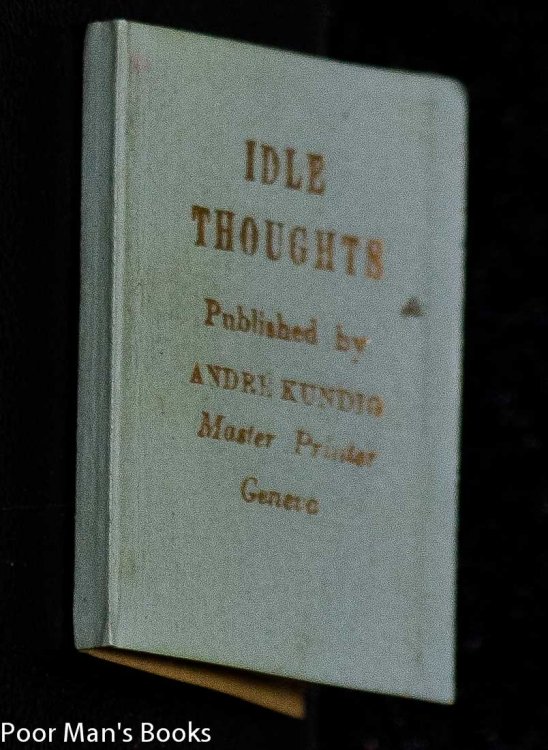 IDLE
THOUGHTS
Published by
ANDRE KUNDIG
Master Printer
Geneva
Poor Man's Books